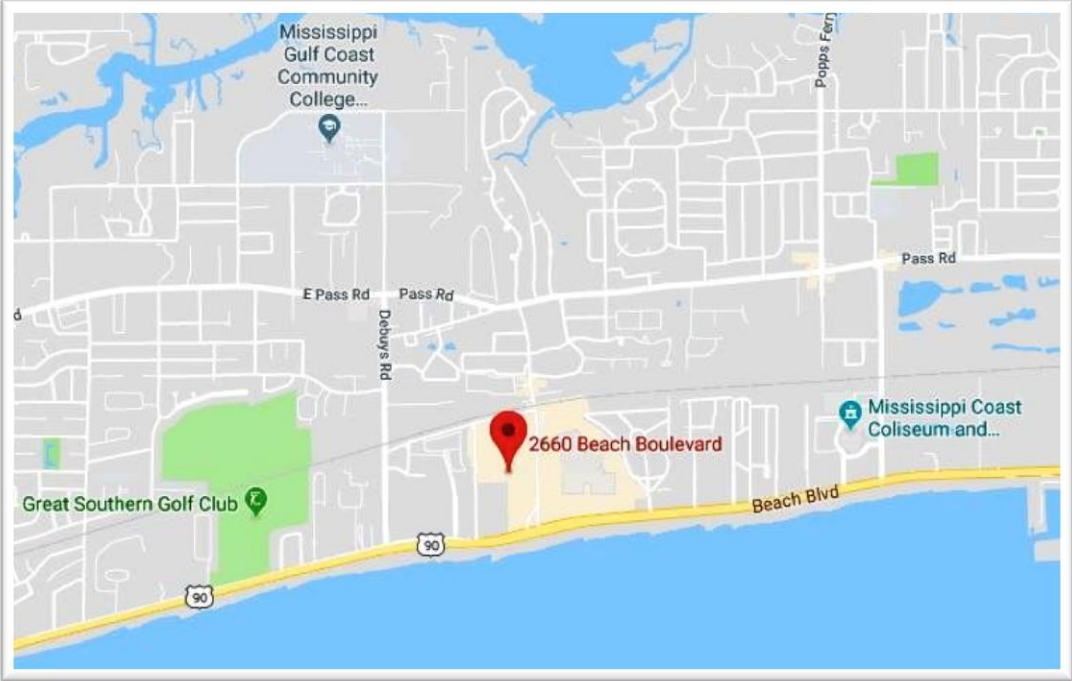 Mississippi
Gulf Coast
Community
College...
Popps Ferry
Pass Rd
E Pass Rd
Pass Rd
d
Debuys Rd
Mississippi Coast
Coliseum and...
2660 Beach Boulevard
Great Southern Golf Club
Beach Blvd
90
90